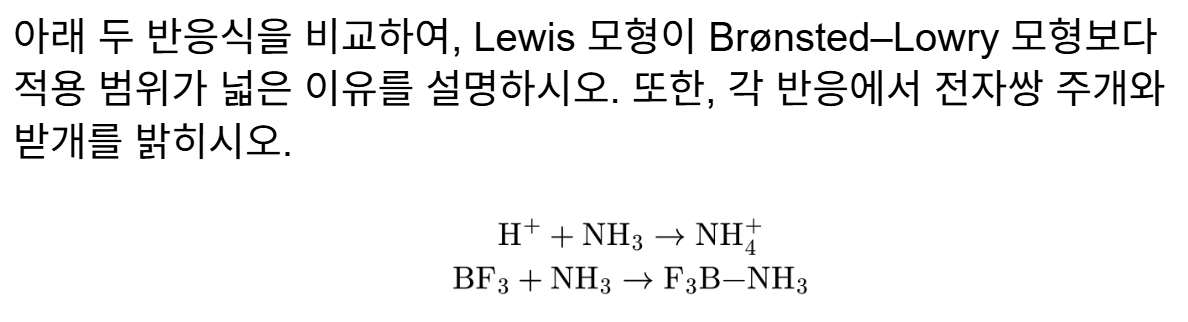 아래 두 반응식을 비교하여, Lewis 모형이 Brønsted–Lowry 모형보다
적용 범위가 넓은 이유를 설명하시오. 또한, 각 반응에서 전자쌍 주개와
받개를 밝히시오.
H⁺ + NH₃ → NH₄⁺
BF₃ + NH₃ → F₃B−NH₃